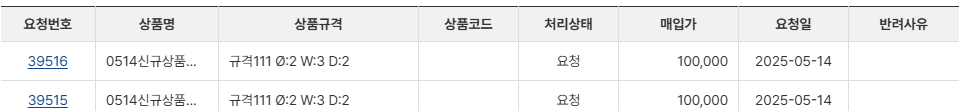 요청번호 상품명 상품규격 상품코드 처리상태 매입가 요청일 반려사유
39516 0514신규상품... 규격111 Ø:2 W:3 D:2 요청 100,000 2025-05-14
39515 0514신규상품... 규격111 Ø:2 W:3 D:2 요청 100,000 2025-05-14